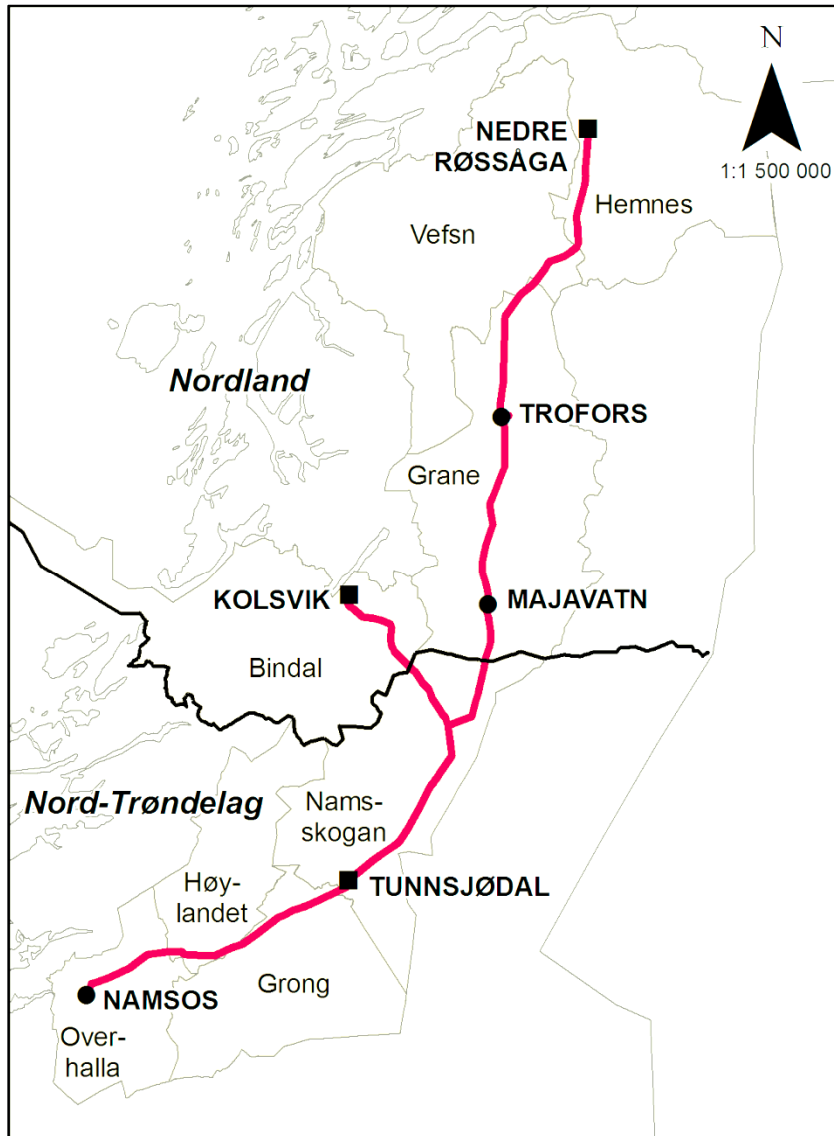 N
1:1 500 000
NEDRE
RØSSÅGA
Hemnes
Vefsn
Nordland
TROFORS
Grane
KOLSVIK
MAJAVATN
Bindal
Nord-Trøndelag
Nams-
skogan
TUNNSJØDAL
Høy-
landet
Grong
NAMSOS
Over-
halla